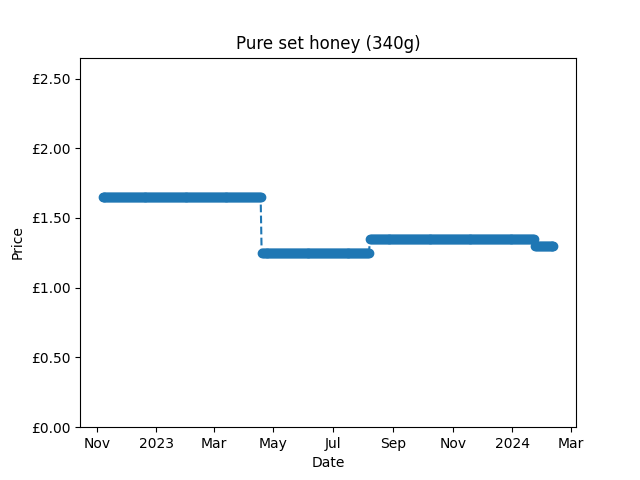 Pure set honey (340g)
£2.50
£2.00
£1.50
£1.00
£0.50
£0.00
Price
Nov 2023 Mar May Jul Sep Nov 2024 Mar
Date